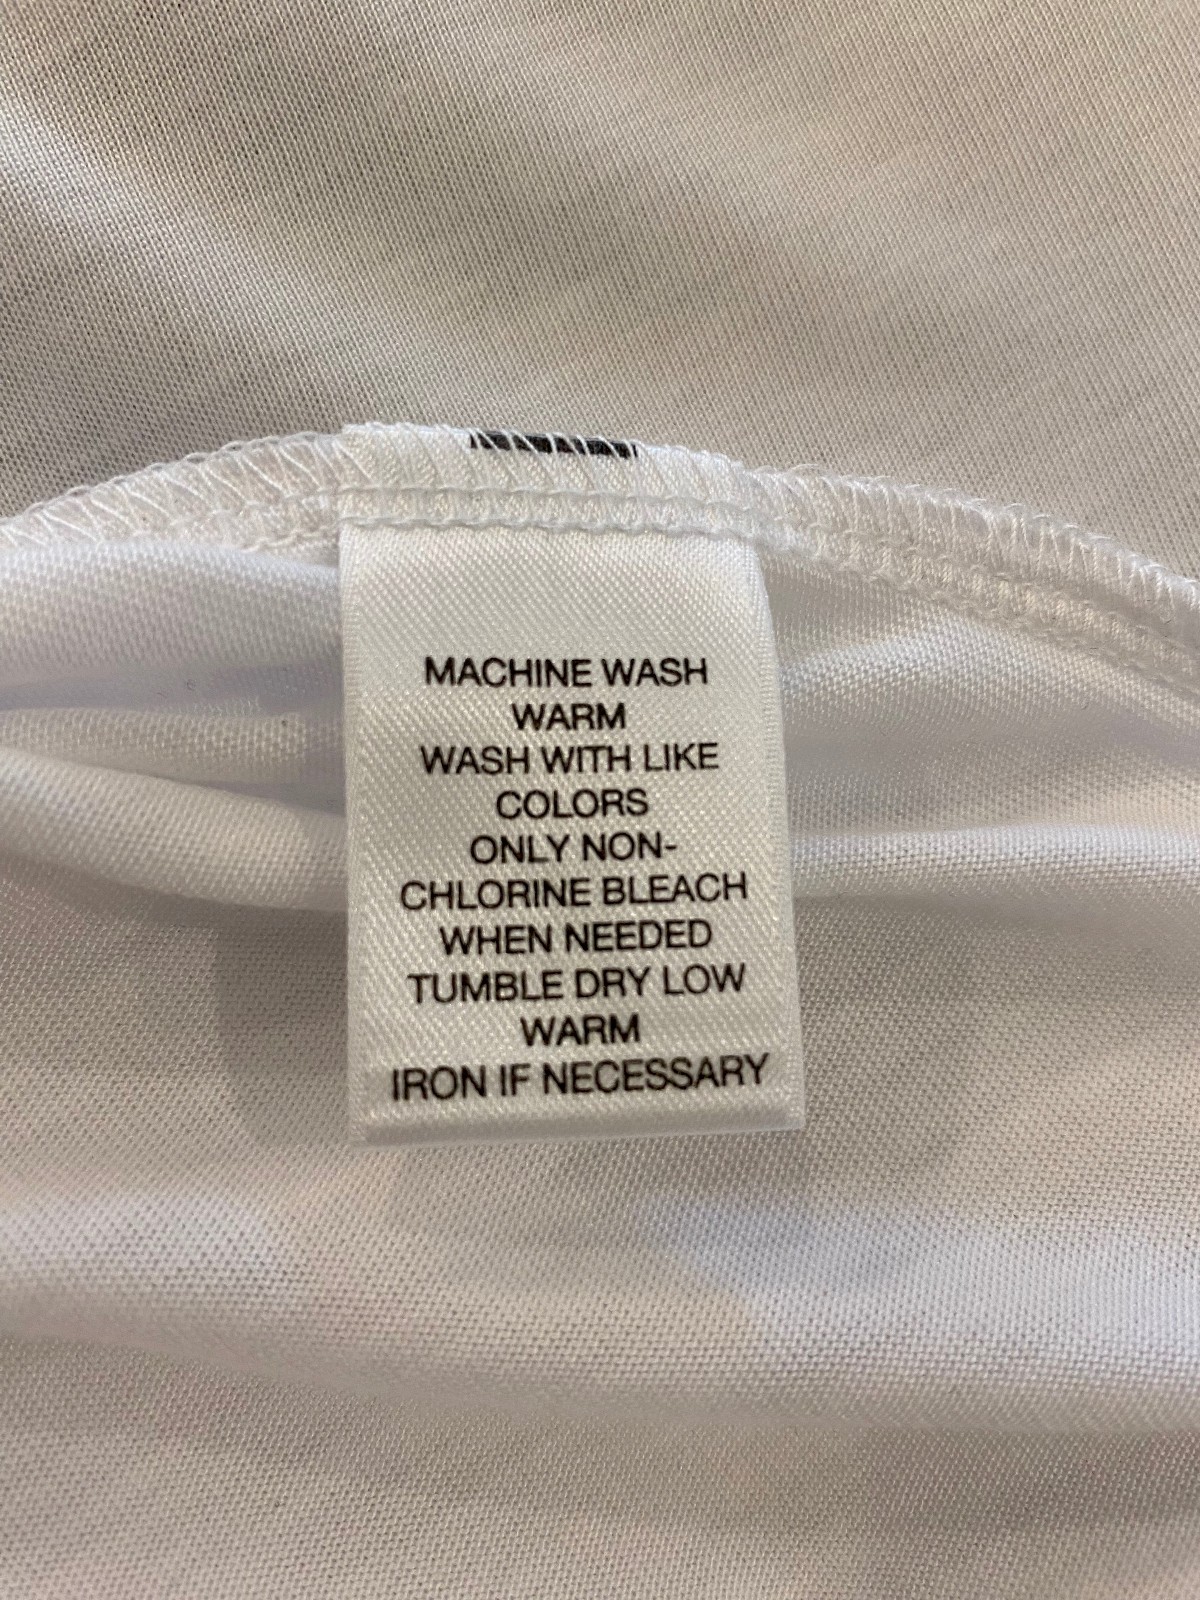 MACHINE WASH
WARM
WASH WITH LIKE
COLORS
ONLY NON-
CHLORINE BLEACH
WHEN NEEDED
TUMBLE DRY LOW
WARM
IRON IF NECESSARY